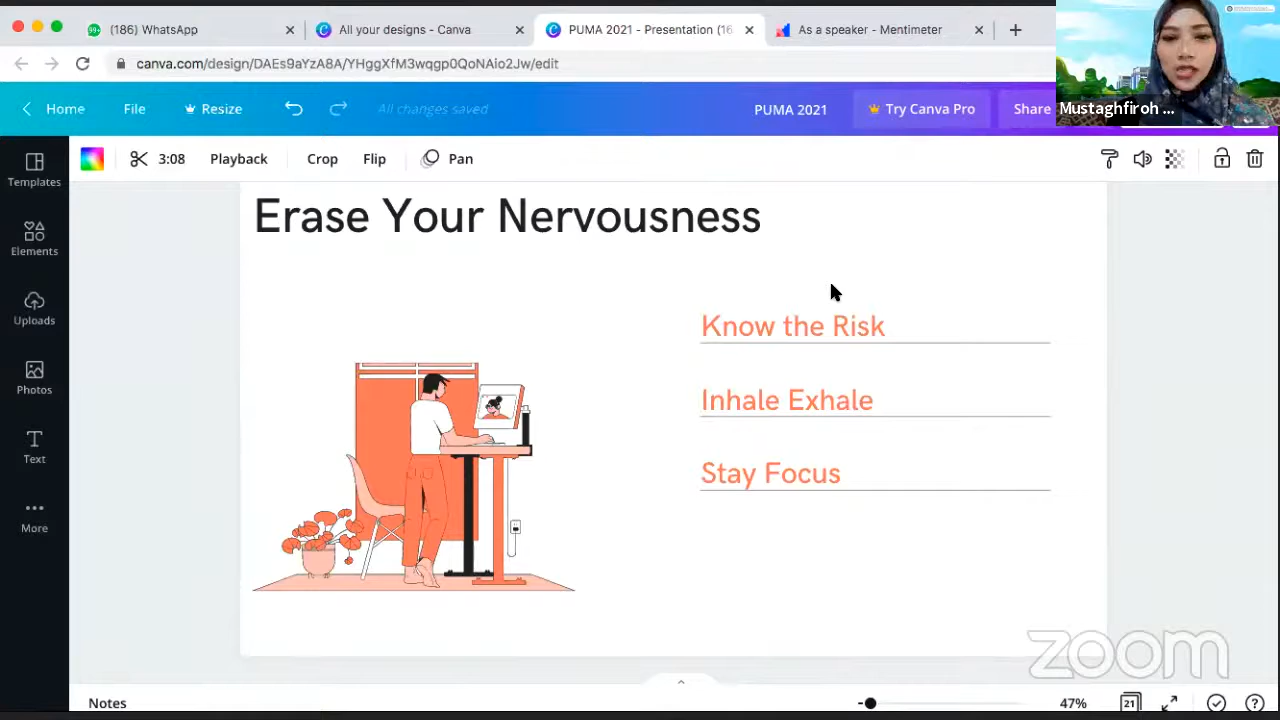 (186) WhatsApp
All your designs - Canva
PUMA 2021 - Presentation (16
As a speaker - Mentimeter
canva.com/design/DAEs9aYzA8A/YHggXfM3wqgp0QoNAio2Jw/edit
Home
File
Resize
All changes saved
PUMA 2021
Try Canva Pro
Share
Mustaghfiroh ...
3:08
Playback
Crop
Flip
Pan
Templates
Elements
Uploads
Photos
Text
More
Erase Your Nervousness
Know the Risk
Inhale Exhale
Stay Focus
zoom
Notes
47%
21